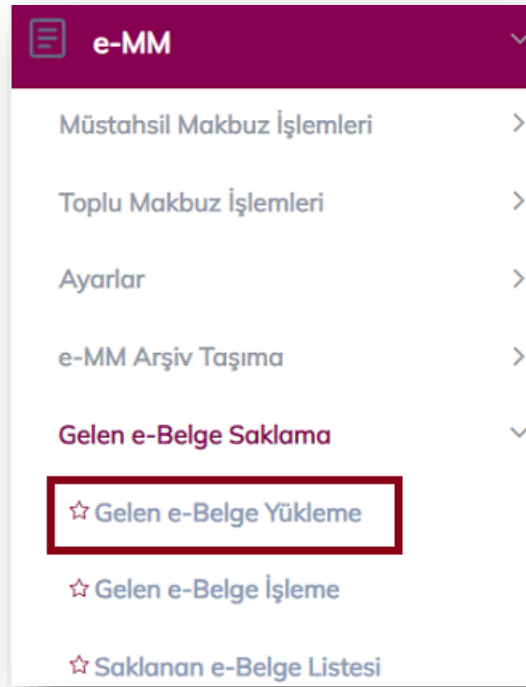 e-MM
Müstahsil Makbuz İşlemleri
Toplu Makbuz İşlemleri
Ayarlar
e-MM Arşiv Taşıma
Gelen e-Belge Saklama
Gelen e-Belge Yükleme
Gelen e-Belge İşleme
Saklanan e-Belge Listesi